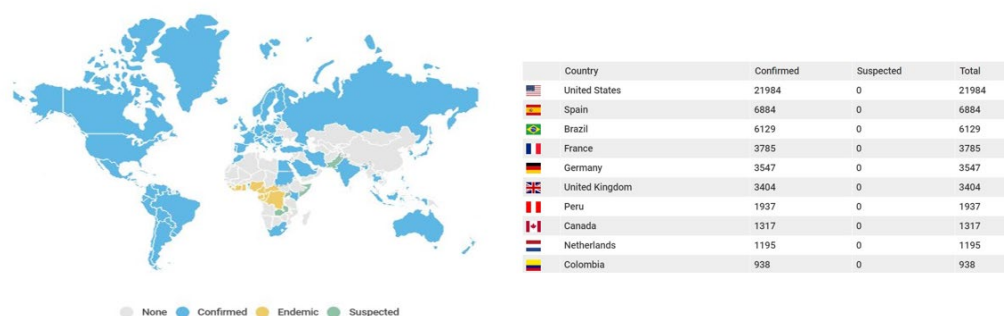 Country Confirmed Suspected Total
United States 21984 0 21984
Spain 6884 0 6884
Brazil 6129 0 6129
France 3785 0 3785
Germany 3547 0 3547
United Kingdom 3404 0 3404
Peru 1937 0 1937
Canada 1317 0 1317
Netherlands 1195 0 1195
Colombia 938 0 938
None Confirmed Endemic Suspected